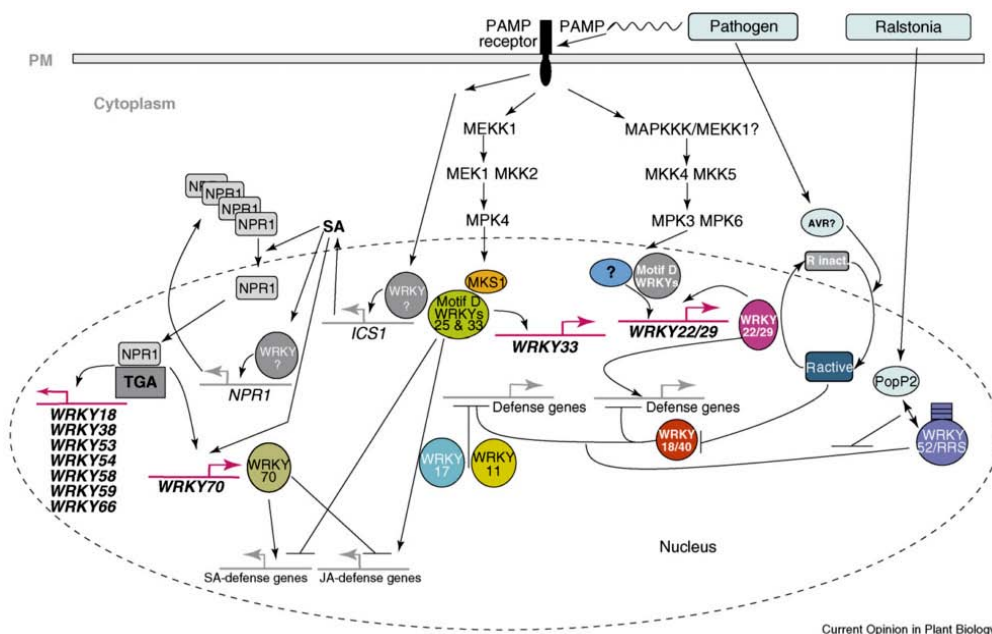 PAMP
receptor
PAMP
Pathogen
Ralstonia
PM
Cytoplasm
MEKK1
MAPKKK/MEKK1?
MEK1 MKK2
MKK4 MKK5
MPK4
MPK3 MPK6
NPR1
NPR1
NPR1
NPR1
SA
AVR?
R inact.
NPR1
WRKY
?
ICS1
MKS1
Motif D
WRKYs
25 & 33
?
Motif D
WRKYs
WRKY33
WRKY22/29
WRKY
22/29
NPR1
TGA
WRKY
?
NPR1
Ractive
PopP2
WRKY18
WRKY38
WRKY53
WRKY54
WRKY58
WRKY59
WRKY66
WRKY70
WRKY
70
Defense genes
Defense genes
WRKY
17
WRKY
11
WRKY
18/40
WRKY
52/RRS
Nucleus
SA-defense genes
JA-defense genes
Current Opinion in Plant Biology